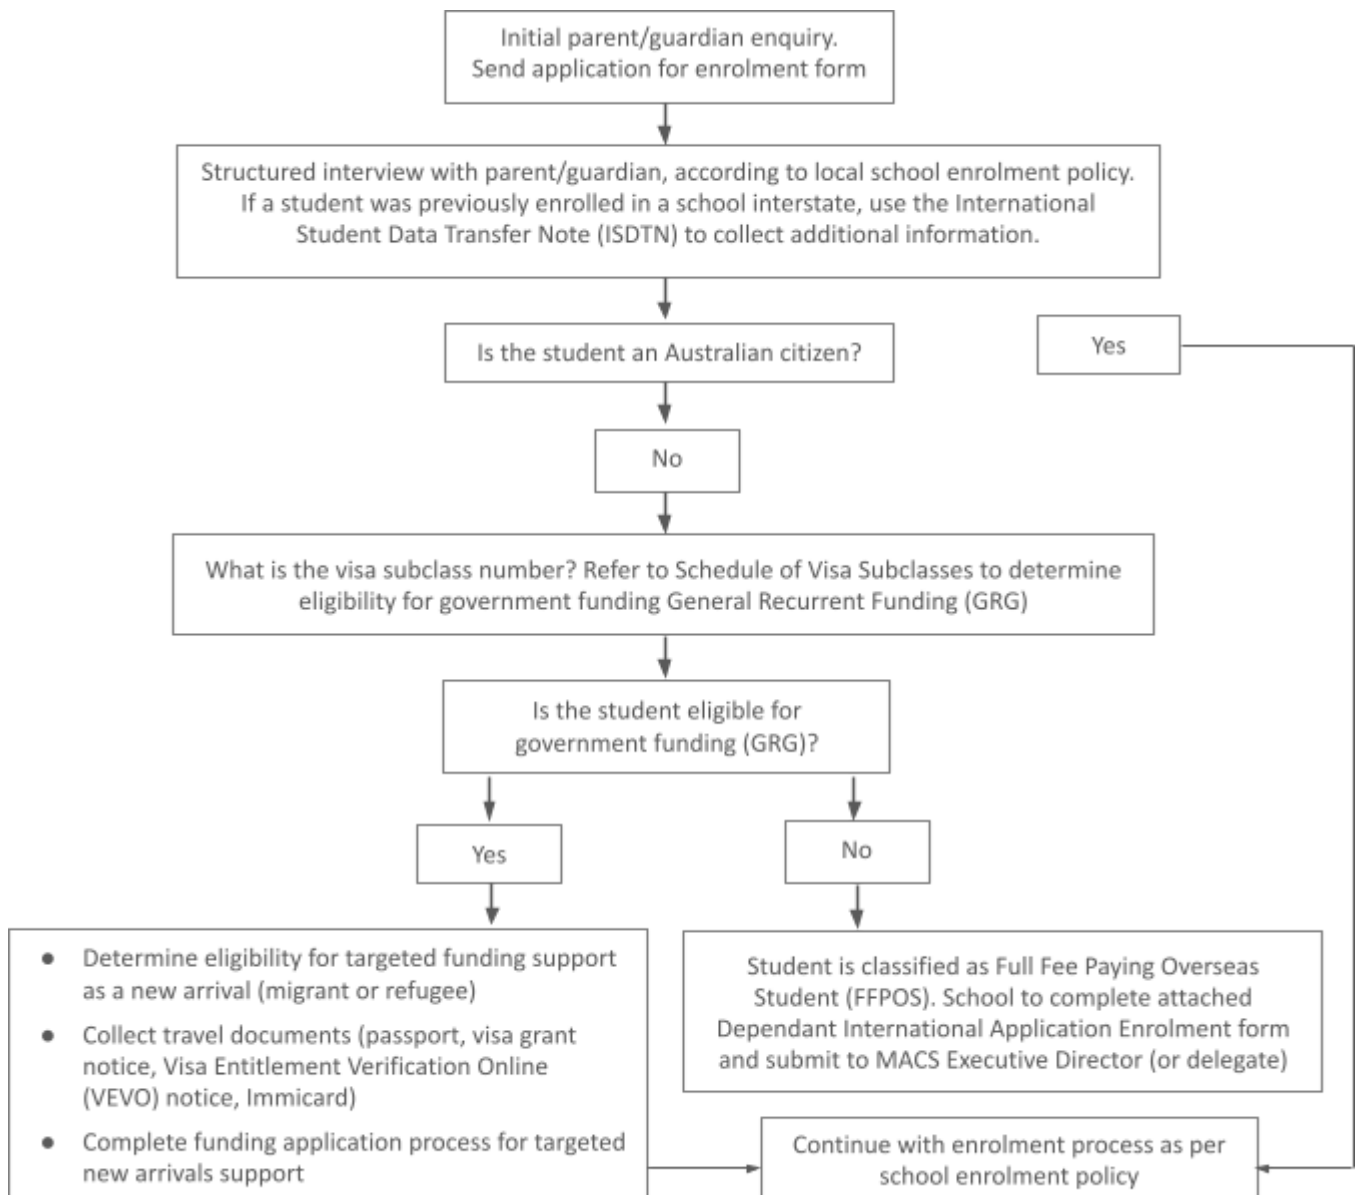 Initial parent/guardian enquiry.
Send application for enrolment form
Structured interview with parent/guardian, according to local school enrolment policy.
If a student was previously enrolled in a school interstate, use the International
Student Data Transfer Note (ISDTN) to collect additional information.
Is the student an Australian citizen?
Yes
No
What is the visa subclass number? Refer to Schedule of Visa Subclasses to determine
eligibility for government funding General Recurrent Funding (GRG)
Is the student eligible for
government funding (GRG)?
Yes
No
● Determine eligibility for targeted funding support
as a new arrival (migrant or refugee)
● Collect travel documents (passport, visa grant
notice, Visa Entitlement Verification Online
(VEVO) notice, Immicard)
● Complete funding application process for targeted
new arrivals support
Student is classified as Full Fee Paying Overseas
Student (FFPOS). School to complete attached
Dependant International Application Enrolment form
and submit to MACS Executive Director (or delegate)
Continue with enrolment process as per
school enrolment policy